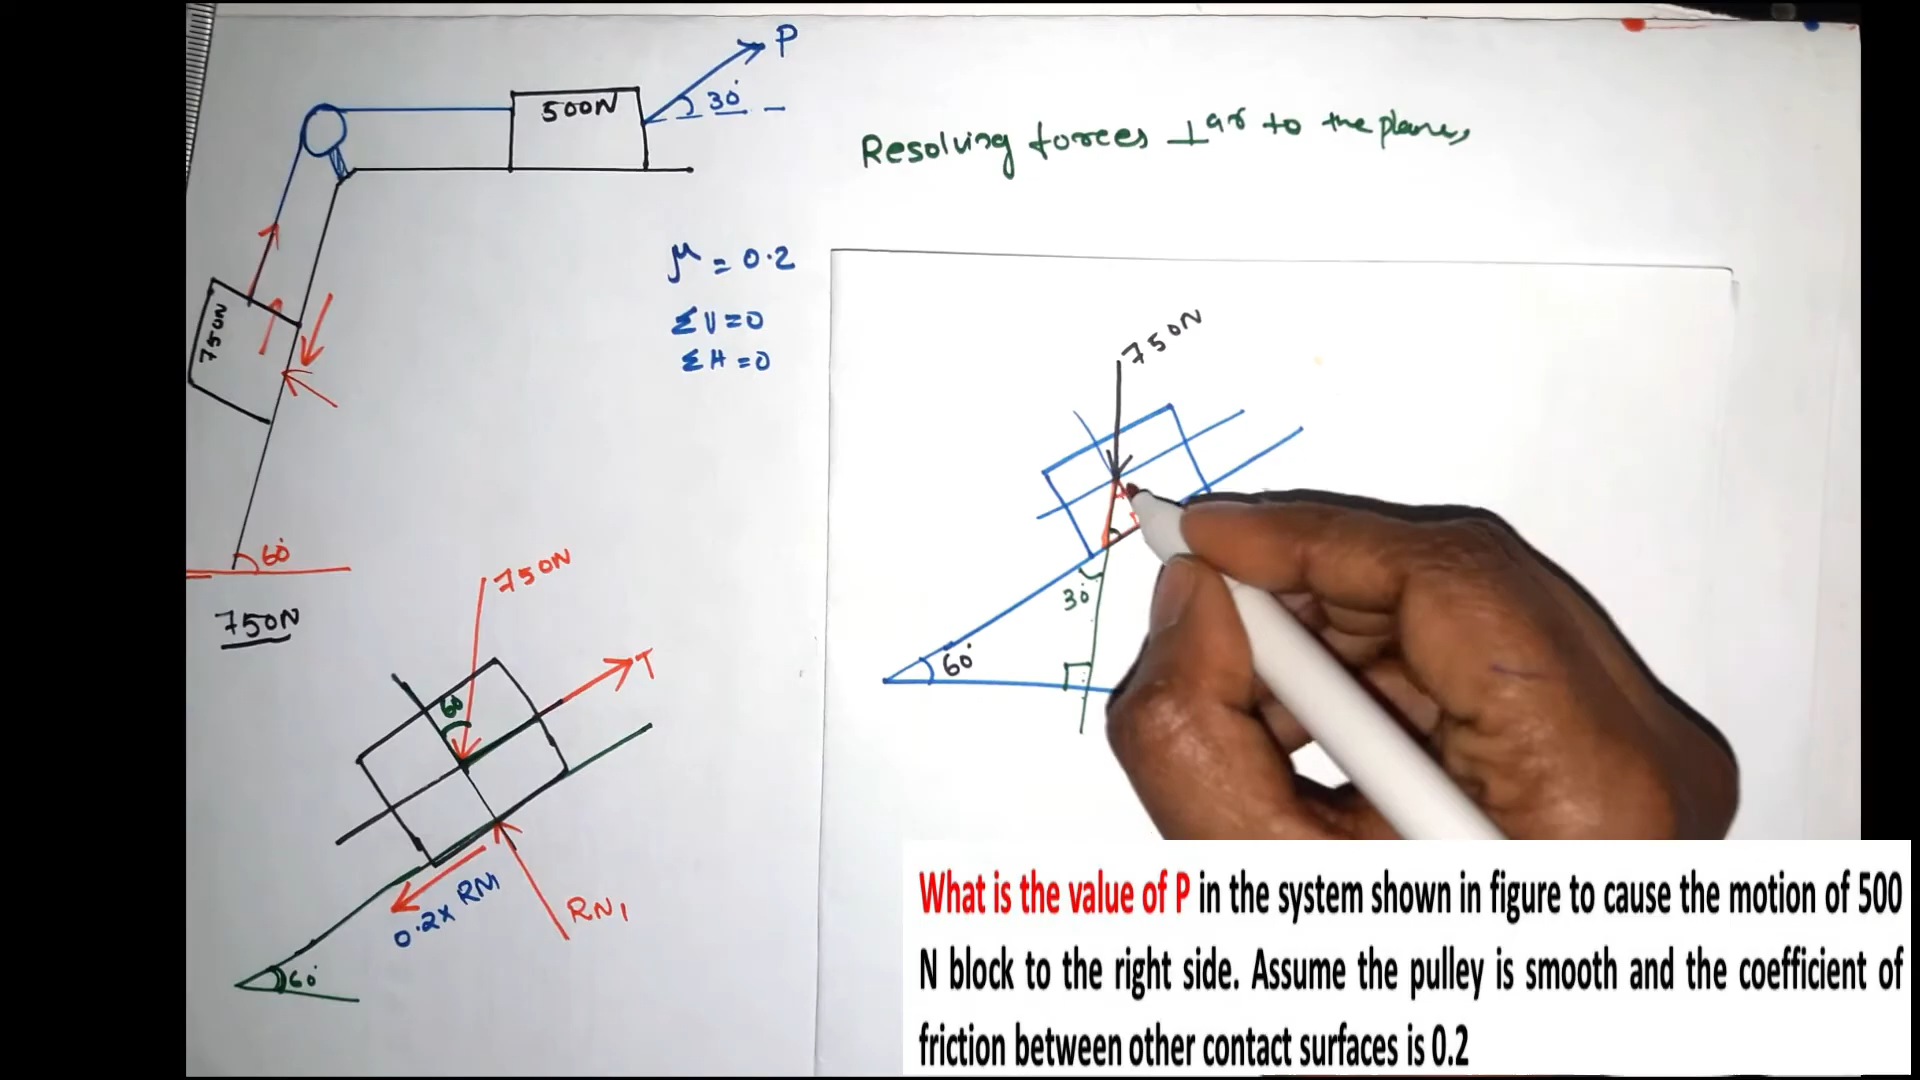 P
500N
30°
Resolving forces ⊥ar to the planes
μ = 0.2
ΣV=0
ΣH=0
750N
750N
60°
750N
750N
T
60
30°
60°
0.2×RN1
RN1
60°
What is the value of P in the system shown in figure to cause the motion of 500
N block to the right side. Assume the pulley is smooth and the coefficient of
friction between other contact surfaces is 0.2